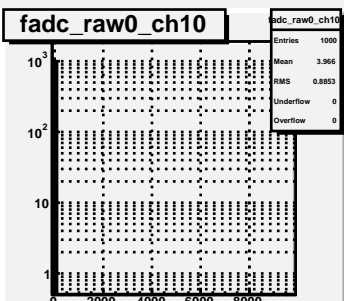 fadc_raw0_ch10
fadc_raw0_ch10
Entries 1000
Mean 3.966
RMS 0.8853
Underflow 0
Overflow 0
10³
10²
10
1
0 2000 4000 6000 8000